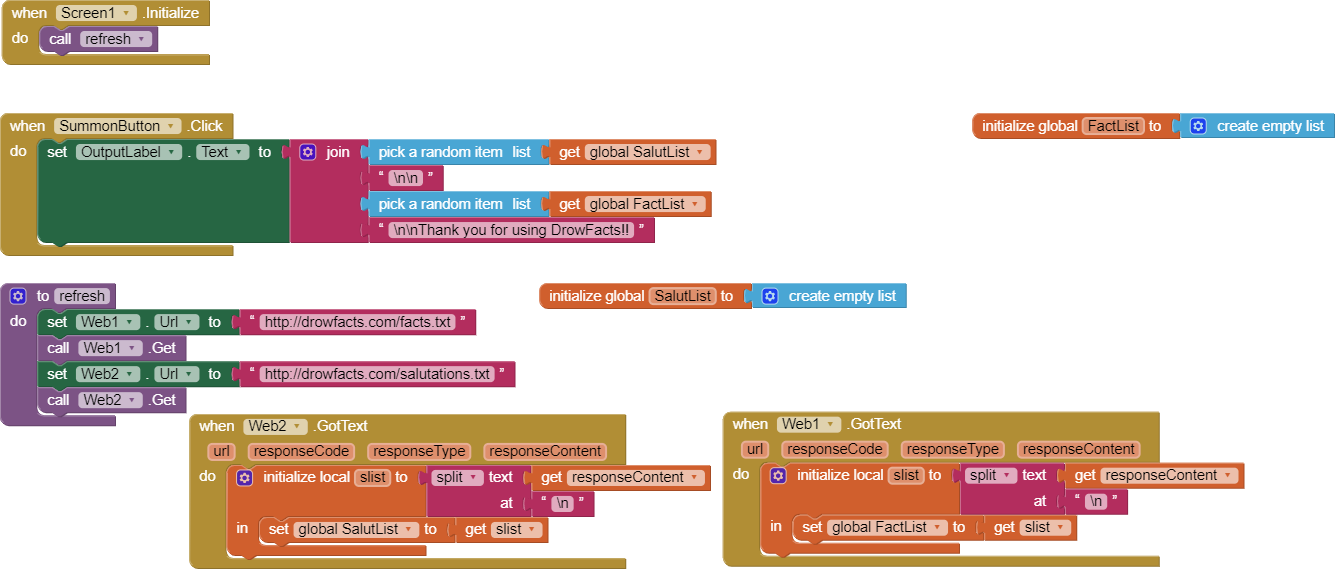 when Screen1 .Initialize
do call refresh
when SummonButton .Click
do set OutputLabel . Text to join pick a random item list get global SalutList
“ \n\n ”
pick a random item list get global FactList
“ \n\nThank you for using DrowFacts!! ”
initialize global FactList to create empty list
to refresh
do set Web1 . Url to “ http://drowfacts.com/facts.txt ”
call Web1 .Get
set Web2 . Url to “ http://drowfacts.com/salutations.txt ”
call Web2 .Get
initialize global SalutList to create empty list
when Web2 .GotText
url responseCode responseType responseContent
do initialize local slist to split text get responseContent
at “ \n ”
in set global SalutList to get slist
when Web1 .GotText
url responseCode responseType responseContent
do initialize local slist to split text get responseContent
at “ \n ”
in set global FactList to get slist